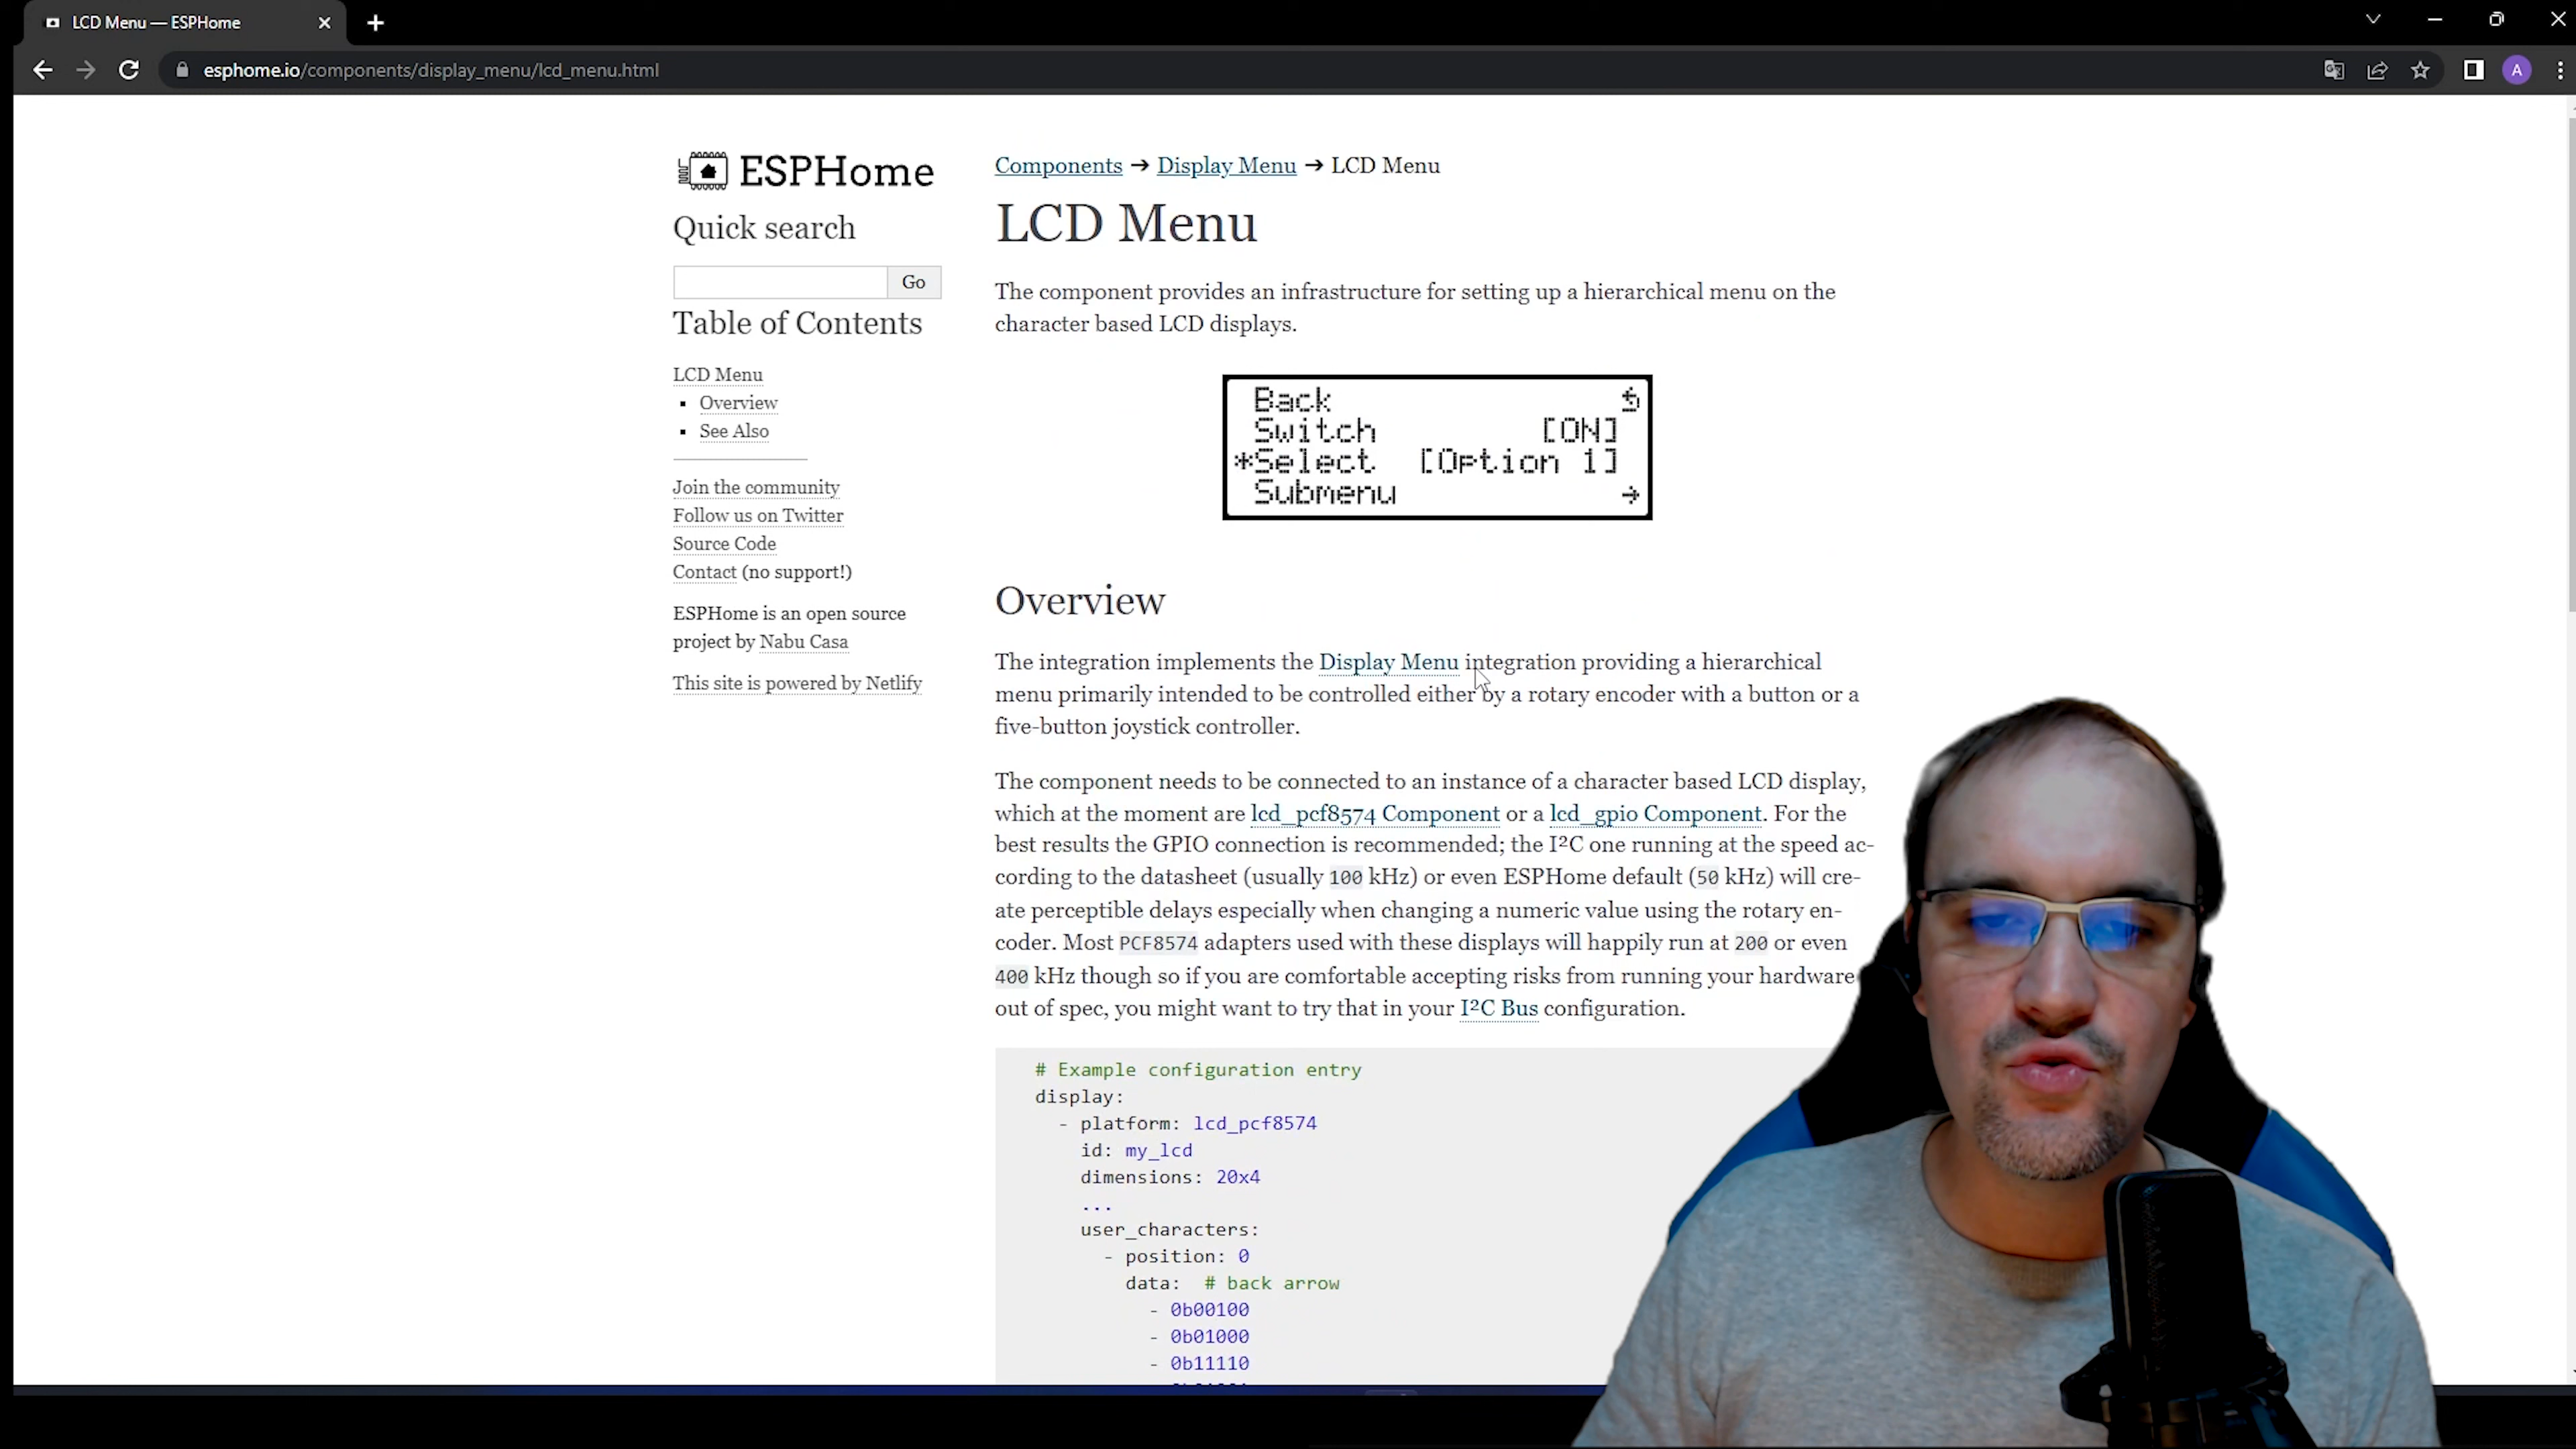 LCD Menu — ESPHome
esphome.io/components/display_menu/lcd_menu.html
A
ESPHome
Quick search
Go
Table of Contents
LCD Menu
Overview
See Also
Join the community
Follow us on Twitter
Source Code
Contact (no support!)
ESPHome is an open source
project by Nabu Casa
This site is powered by Netlify
Components → Display Menu → LCD Menu
LCD Menu
The component provides an infrastructure for setting up a hierarchical menu on the
character based LCD displays.
Back
Switch [ON]
*Select [Option 1]
Submenu →
Overview
The integration implements the Display Menu integration providing a hierarchical
menu primarily intended to be controlled either by a rotary encoder with a button or a
five-button joystick controller.
The component needs to be connected to an instance of a character based LCD display,
which at the moment are lcd_pcf8574 Component or a lcd_gpio Component. For the
best results the GPIO connection is recommended; the I²C one running at the speed ac-
cording to the datasheet (usually 100 kHz) or even ESPHome default (50 kHz) will cre-
ate perceptible delays especially when changing a numeric value using the rotary en-
coder. Most PCF8574 adapters used with these displays will happily run at 200 or even
400 kHz though so if you are comfortable accepting risks from running your hardware
out of spec, you might want to try that in your I²C Bus configuration.
# Example configuration entry
display:
- platform: lcd_pcf8574
id: my_lcd
dimensions: 20x4
...
user_characters:
- position: 0
data: # back arrow
- 0b00100
- 0b01000
- 0b11110